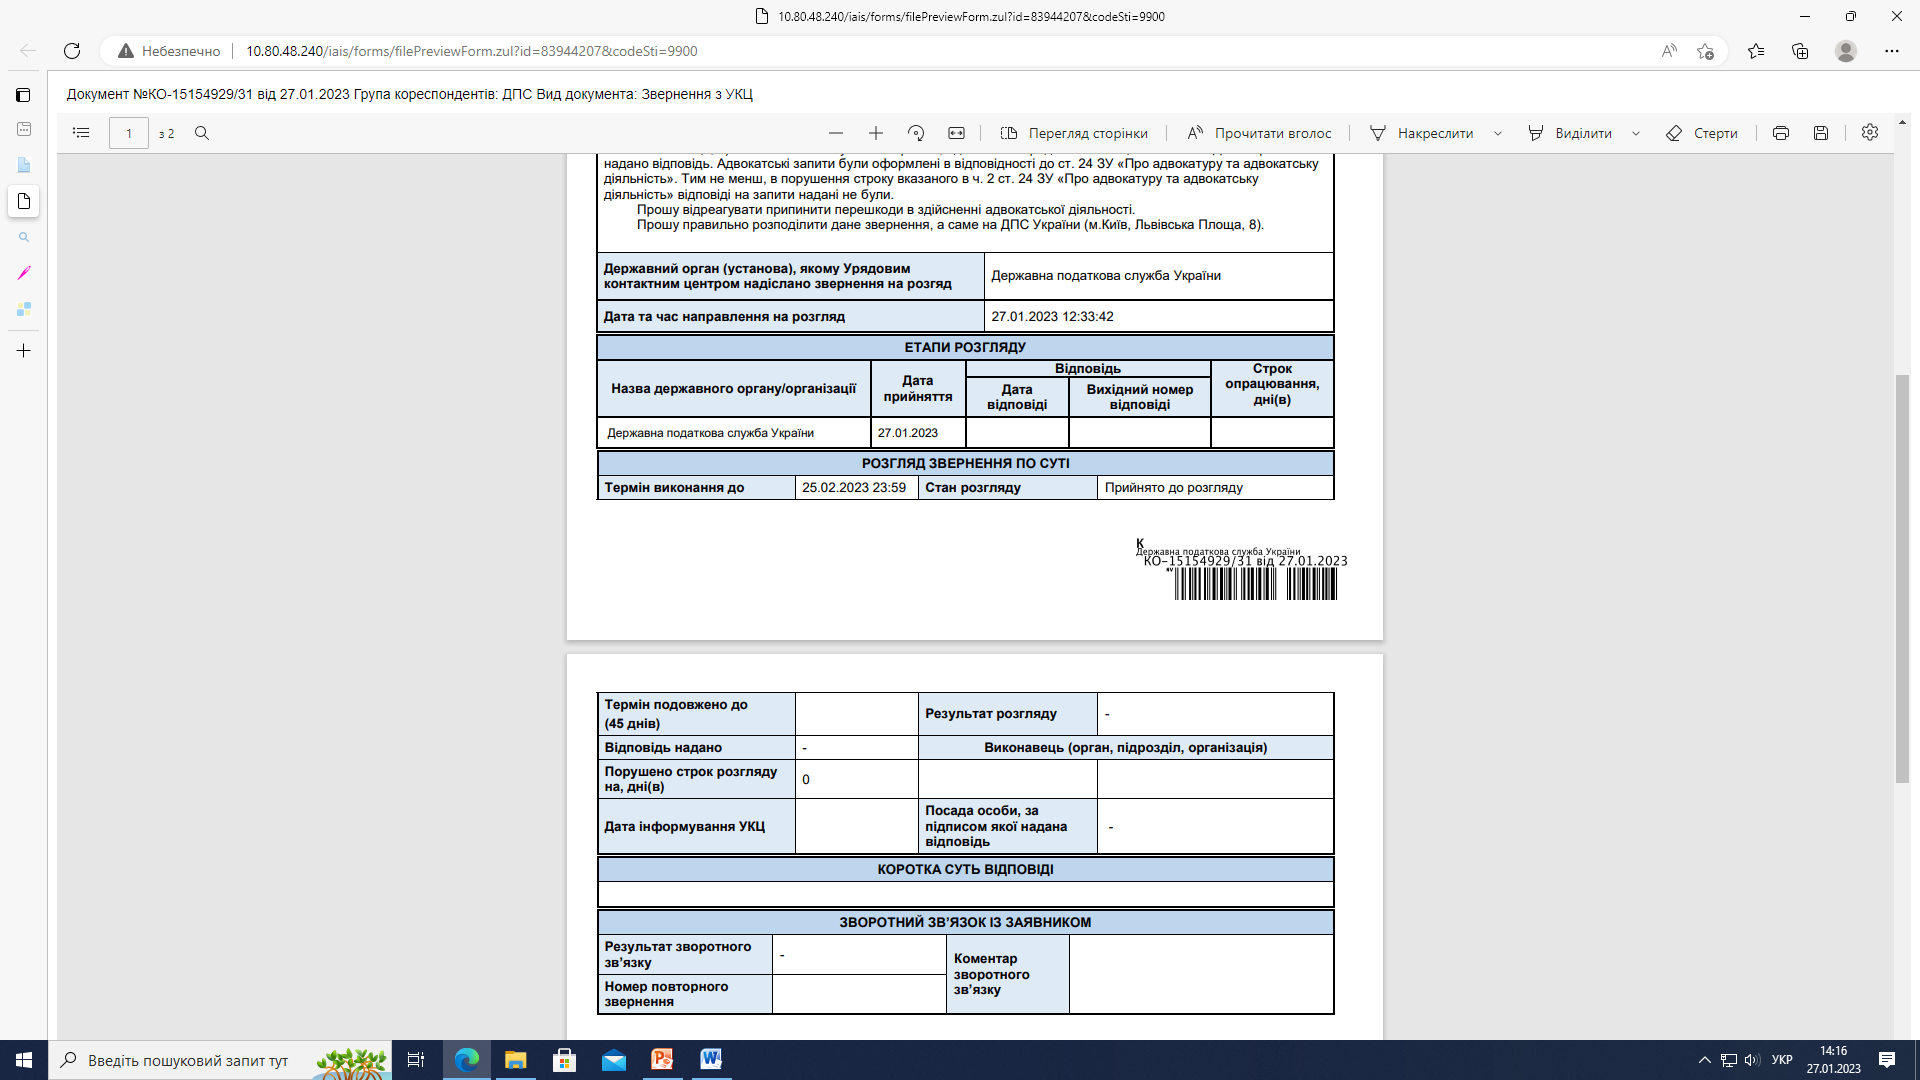 10.80.48.240/iais/forms/filePreviewForm.zul?id=83944207&codeSti=9900
Небезпечно
10.80.48.240/iais/forms/filePreviewForm.zul?id=83944207&codeSti=9900
Документ №КО-15154929/31 від 27.01.2023 Група кореспондентів: ДПС Вид документа: Звернення з УКЦ
1 з 2
Перегляд сторінки
Прочитати вголос
Накреслити
Виділити
Стерти
надано відповідь. Адвокатські запити були оформлені в відповідності до ст. 24 ЗУ «Про адвокатуру та адвокатську
діяльність». Тим не менш, в порушення строку вказаного в ч. 2 ст. 24 ЗУ «Про адвокатуру та адвокатську
діяльність» відповіді на запити надані не були.
Прошу відреагувати припинити перешкоди в здійсненні адвокатської діяльності.
Прошу правильно розподілити дане звернення, а саме на ДПС України (м.Київ, Львівська Площа, 8).
Державний орган (установа), якому Урядовим
контактним центром надіслано звернення на розгяд
Державна податкова служба України
Дата та час направлення на розгляд
27.01.2023 12:33:42
ЕТАПИ РОЗГЛЯДУ
Назва державного органу/організації
Дата
прийняття
Відповідь
Дата
відповіді
Вихідний номер
відповіді
Строк
опрацювання,
дні(в)
Державна податкова служба України
27.01.2023
РОЗГЛЯД ЗВЕРНЕННЯ ПО СУТІ
Термін виконання до
25.02.2023 23:59
Стан розгляду
Прийнято до розгляду
К
Державна податкова служба України
КО-15154929/31 від 27.01.2023
Термін подовжено до
(45 днів)
Результат розгляду
-
Відповідь надано
-
Виконавець (орган, підрозділ, організація)
Порушено строк розгляду
на, дні(в)
0
Дата інформування УКЦ
Посада особи, за
підписом якої надана
відповідь
-
КОРОТКА СУТЬ ВІДПОВІДІ
ЗВОРОТНИЙ ЗВ’ЯЗОК ІЗ ЗАЯВНИКОМ
Результат зворотного
зв’язку
-
Коментар
зворотного
зв’язку
Номер повторного
звернення
Введіть пошуковий запит тут
УКР
14:16
27.01.2023